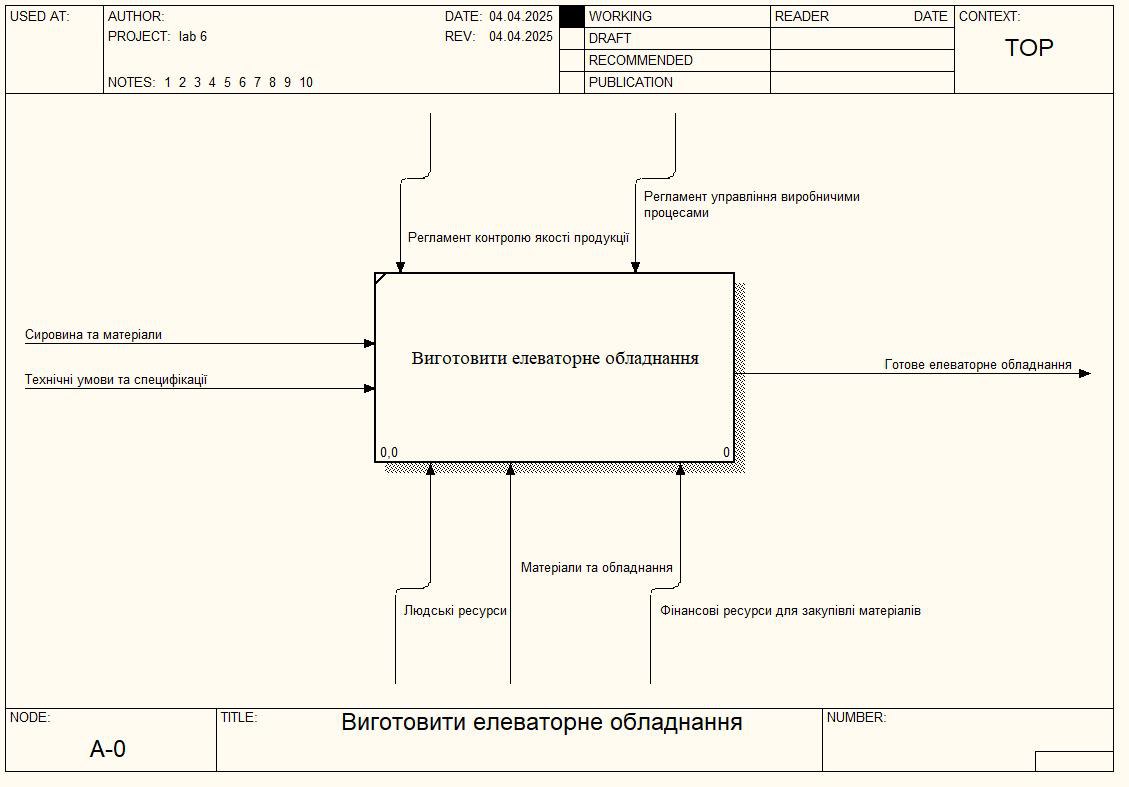 USED AT:
AUTHOR:
DATE: 04.04.2025
PROJECT: lab 6
REV: 04.04.2025
NOTES: 1 2 3 4 5 6 7 8 9 10
WORKING
DRAFT
RECOMMENDED
PUBLICATION
READER DATE
CONTEXT:
TOP
Регламент управління виробничими
процесами
Регламент контролю якості продукції
Сировина та матеріали
Технічні умови та специфікації
Виготовити елеваторне обладнання
Готове елеваторне обладнання
0,0
0
Матеріали та обладнання
Людські ресурси
Фінансові ресурси для закупівлі матеріалів
NODE:
A-0
TITLE:
Виготовити елеваторне обладнання
NUMBER: